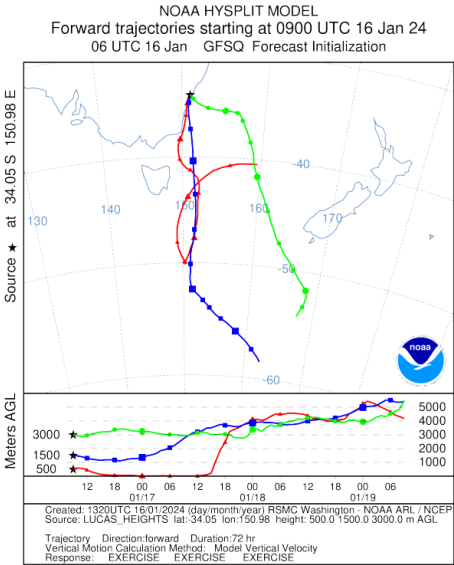 NOAA HYSPLIT MODEL
Forward trajectories starting at 0900 UTC 16 Jan 24
06 UTC 16 Jan GFSQ Forecast Initialization
Source ★ at 34.05 S 150.98 E
-40
130
140
150
160
170
-50
-60
noaa
Meters AGL
3000
1500
500
5000
4000
3000
2000
1000
12 18 00 06 12 18 00 06 12 18 00 06
01/17 01/18 01/19
Created: 1320UTC 16/01/2024 (day/month/year) RSMC Washington - NOAA ARL / NCEP
Source: LUCAS_HEIGHTS lat:-34.05 lon:150.98 height: 500.0 1500.0 3000.0 m AGL
Trajectory Direction:forward Duration:72 hr
Vertical Motion Calculation Method: Model Vertical Velocity
Response: EXERCISE EXERCISE EXERCISE